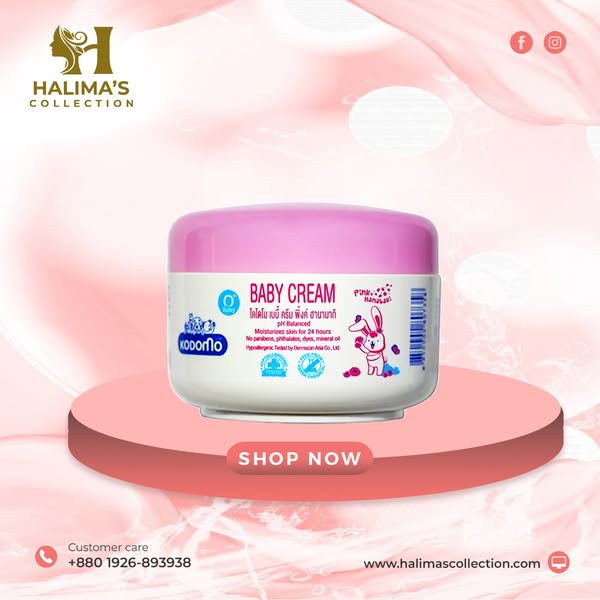 HALIMA'S
COLLECTION
0+
Baby
BABY CREAM
โคโดโม เบบี้ ครีม พิ้งค์ ฮานานากิ
pH Balanced
Moisturizes skin for 24 hours
No parabens, phthalates, dyes, mineral oil
Hypoallergenic Tested by Dermscan Asia Co., Ltd.
Pink
Hananaki
KODOMO
SHOP NOW
Customer care
+880 1926-893938
www.halimascollection.com